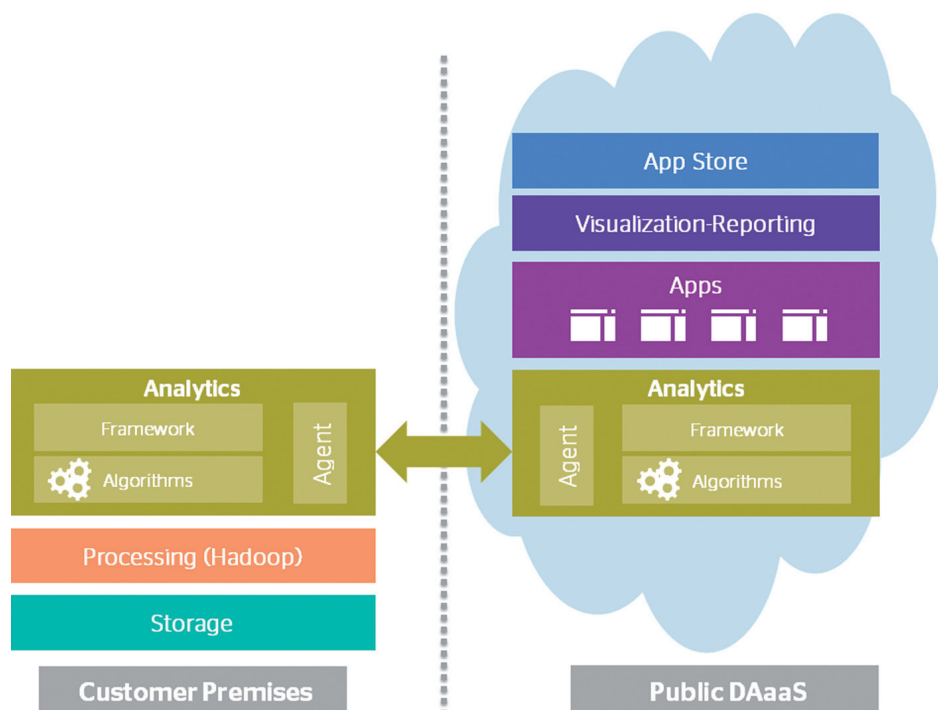 App Store
Visualization-Reporting
Apps
Analytics
Framework
Algorithms
Agent
Processing (Hadoop)
Storage
Customer Premises
Analytics
Agent
Framework
Algorithms
Public DAaaS